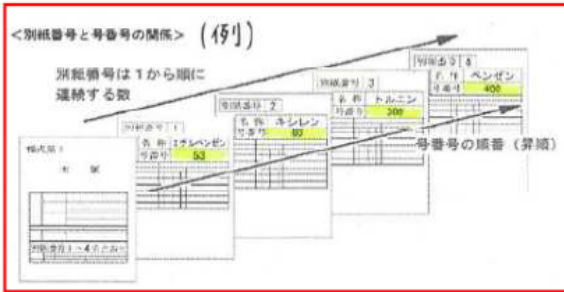 <別紙番号と号番号の関係> (例)
別紙番号は1から順に
連続する数
別紙番号 1
名称 エチルベンゼン
号番号 53
別紙番号 2
名称 キシレン
号番号 80
別紙番号 3
名称 トルエン
号番号 300
別紙番号 4
名称 ベンゼン
号番号 400
号番号の順番(昇順)
様式第1
本紙
別紙番号1~4のとおり